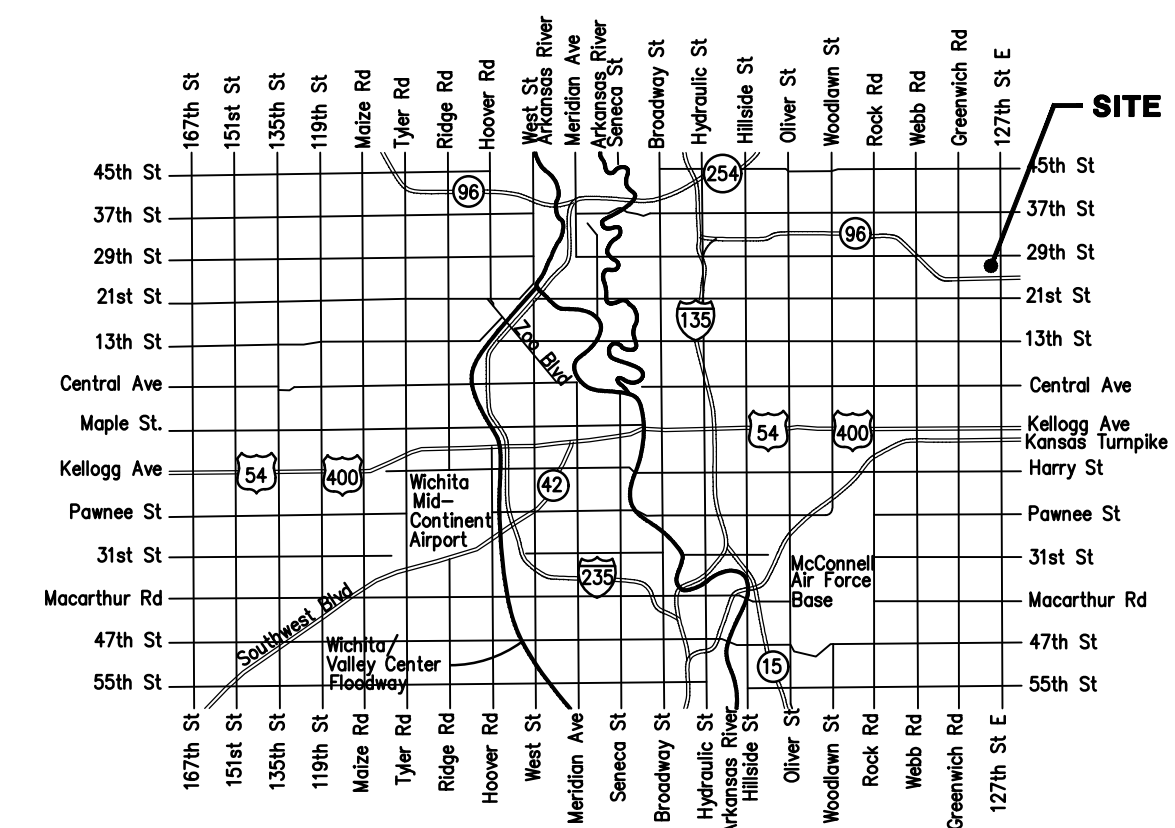 167th St
151st St
135th St
119th St
Maize Rd
Tyler Rd
Ridge Rd
Hoover Rd
West St
Arkansas River
Meridian Ave
Arkansas River
Seneca St
Broadway St
Hydraulic St
Hillside St
Oliver St
Woodlawn St
Rock Rd
Webb Rd
Greenwich Rd
127th St E
SITE
45th St
37th St
29th St
21st St
13th St
Central Ave
Maple St.
Kellogg Ave
Pawnee St
31st St
Macarthur Rd
47th St
55th St
96
254
96
135
54
400
54
400
42
235
15
Zoo Blvd
Wichita
Mid-
Continent
Airport
McConnell
Air Force
Base
Southwest Blvd
Wichita/
Valley Center
Floodway
45th St
37th St
29th St
21st St
13th St
Central Ave
Kellogg Ave
Kansas Turnpike
Harry St
Pawnee St
31st St
Macarthur Rd
47th St
55th St
167th St
151st St
135th St
119th St
Maize Rd
Tyler Rd
Ridge Rd
Hoover Rd
West St
Meridian Ave
Seneca St
Broadway St
Hydraulic St
Arkansas River
Hillside St
Oliver St
Woodlawn St
Rock Rd
Webb Rd
Greenwich Rd
127th St E